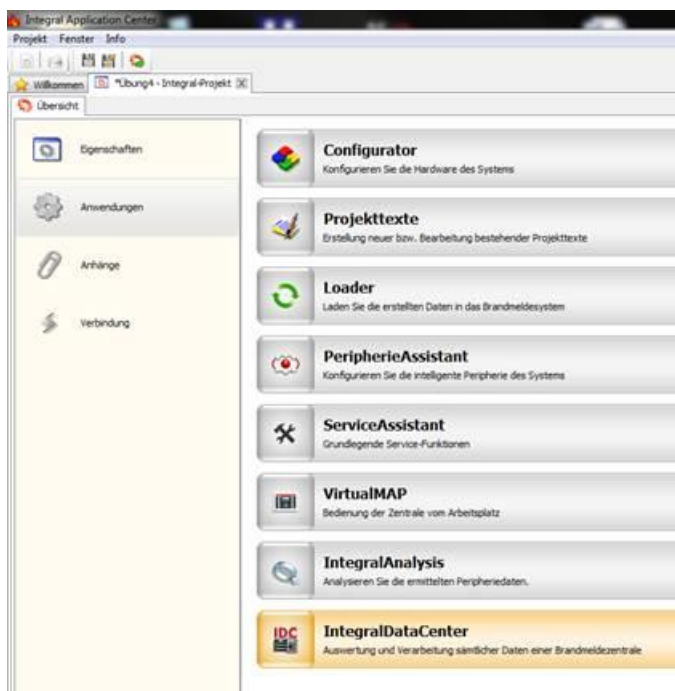 Integral Application Center
Projekt Fenster Info
Willkommen
*Übung4 - Integral-Projekt
Übersicht
Eigenschaften
Anwendungen
Anhänge
Verbindung
Configurator
Konfigurieren Sie die Hardware des Systems
Projekttexte
Erstellung neuer bzw. Bearbeitung bestehender Projekttexte
Loader
Laden Sie die erstellten Daten in das Brandmeldesystem
PeripherieAssistant
Konfigurieren Sie die intelligente Peripherie des Systems
ServiceAssistant
Grundlegende Service-Funktionen
VirtualMAP
Bedienung der Zentrale vom Arbeitsplatz
IntegralAnalysis
Analysieren Sie die ermittelten Peripheriedaten.
IDC
IntegralDataCenter
Auswertung und Verarbeitung sämtlicher Daten einer Brandmeldezentrale